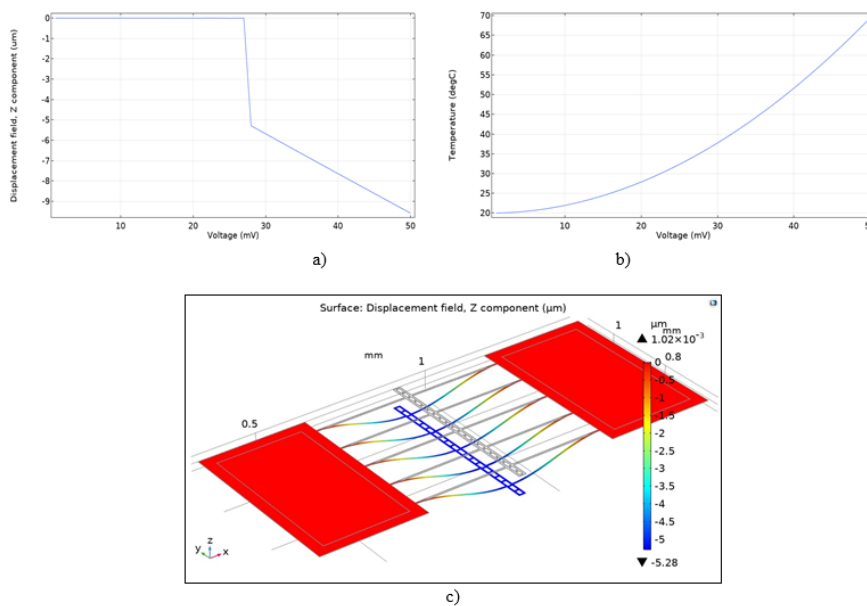 0
-1
-2
-3
-4
-5
-6
-7
-8
-9
Displacement field, Z component (um)
10 20 30 40 50
Voltage (mV)
a)
70
65
60
55
50
45
40
35
30
25
20
Temperature (degC)
10 20 30 40 50
Voltage (mV)
b)
Surface: Displacement field, Z component (µm)
mm
0.5
1
1
0.8
mm
µm
▲ 1.02×10⁻³
0
-0.5
-1
-1.5
-2
-2.5
-3
-3.5
-4
-4.5
-5
▼ -5.28
y z x
c)